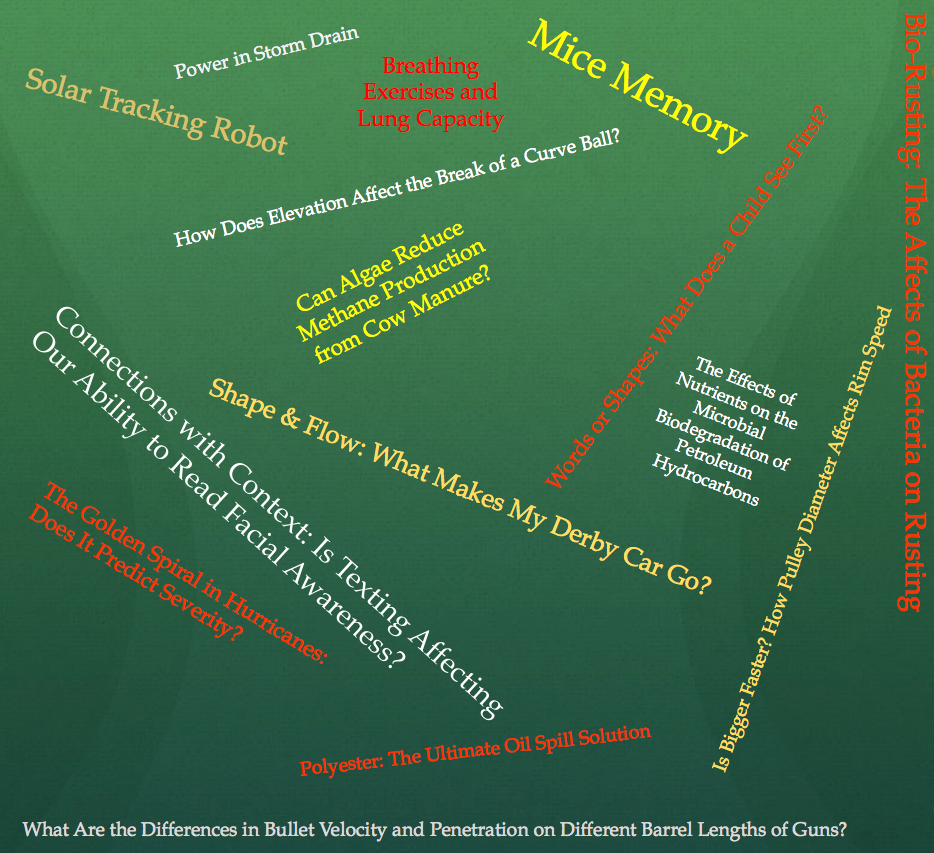 Power in Storm Drain
Solar Tracking Robot
Breathing
Exercises and
Lung Capacity
Mice Memory
How Does Elevation Affect the Break of a Curve Ball?
Can Algae Reduce
Methane Production
from Cow Manure?
Words or Shapes: What Does a Child See First?
Bio-Rusting: The Affects of Bacteria on Rusting
Connections with Context: Is Texting Affecting
Our Ability to Read Facial Awareness?
Shape & Flow: What Makes My Derby Car Go?
The Effects of
Nutrients on the
Microbial
Biodegradation of
Petroleum
Hydrocarbons
Is Bigger Faster? How Pulley Diameter Affects Rim Speed
The Golden Spiral in Hurricanes:
Does It Predict Severity?
Polyester: The Ultimate Oil Spill Solution
What Are the Differences in Bullet Velocity and Penetration on Different Barrel Lengths of Guns?